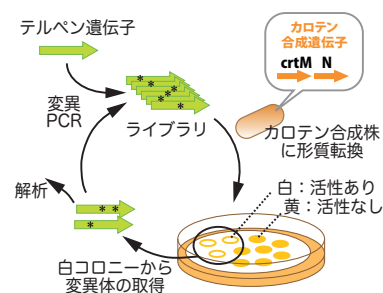 テルペン遺伝子
カロテン
合成遺伝子
crtM N
変異
PCR
ライブラリ
カロテン合成株
に形質転換
解析
白：活性あり
黄：活性なし
白コロニーから
変異体の取得